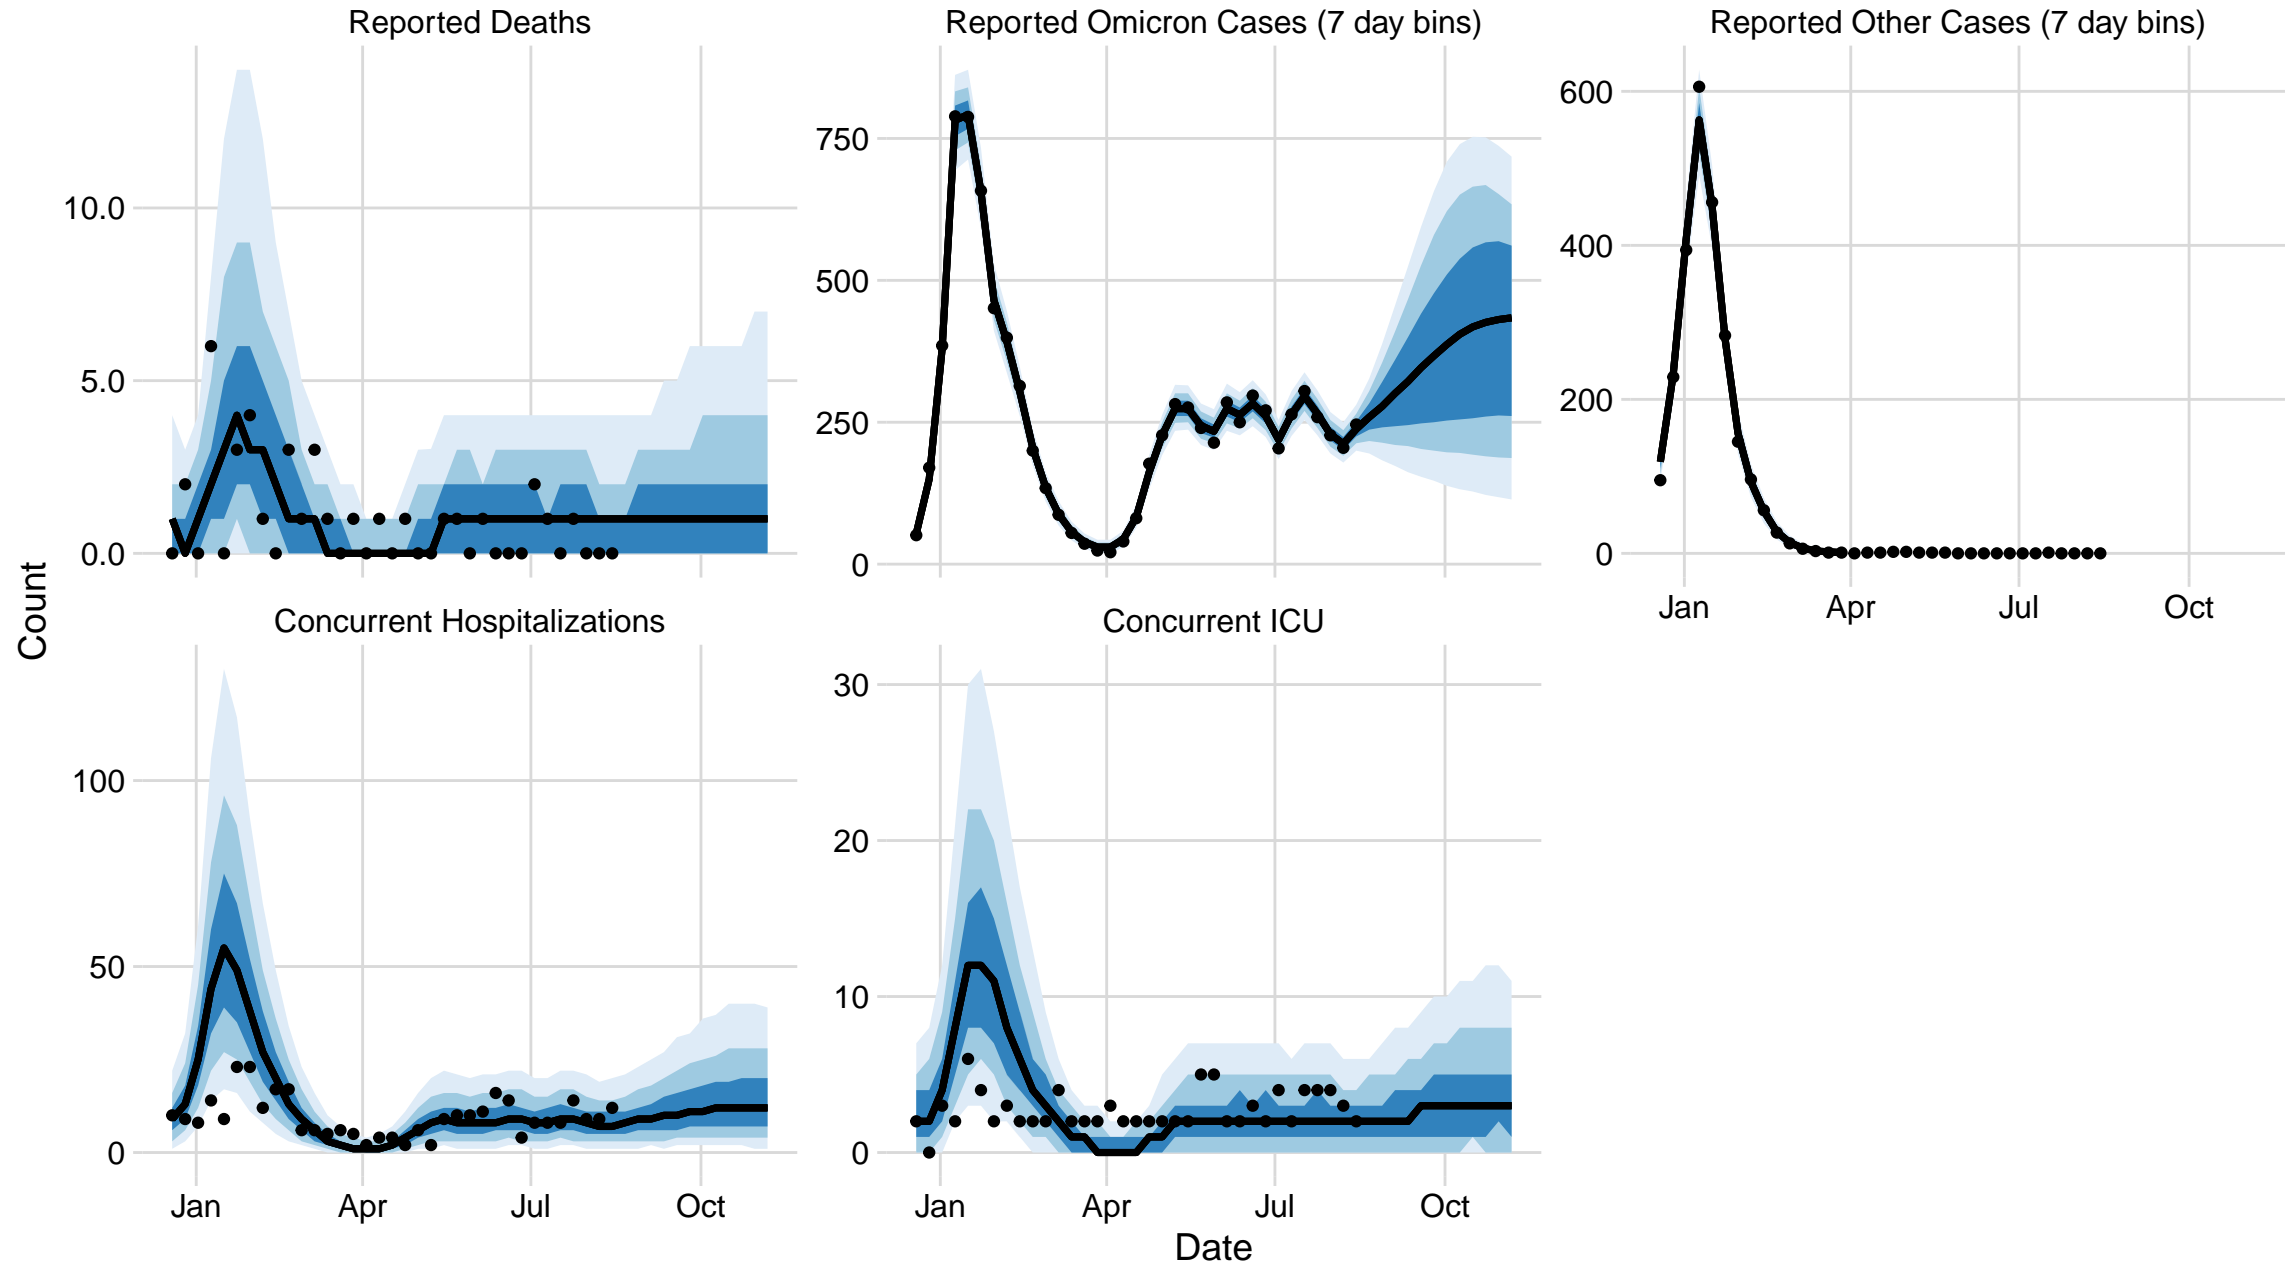 Reported Deaths
Reported Omicron Cases (7 day bins)
Reported Other Cases (7 day bins)
10.0
5.0
0.0
750
500
250
0
600
400
200
0
Jan Apr Jul Oct
Count
Concurrent Hospitalizations
Concurrent ICU
100
50
0
30
20
10
0
Jan Apr Jul Oct
Jan Apr Jul Oct
Date